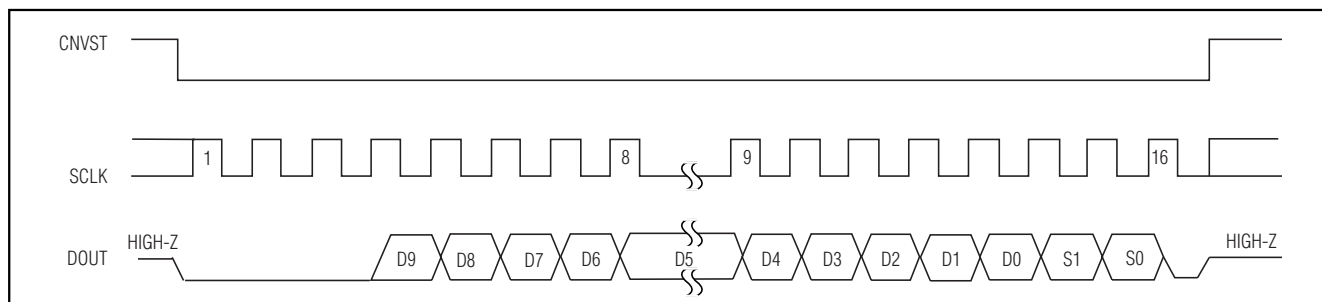 CNVST
1 8 9 16
SCLK
HIGH-Z HIGH-Z
DOUT D9 D8 D7 D6 D5 D4 D3 D2 D1 D0 S1 S0